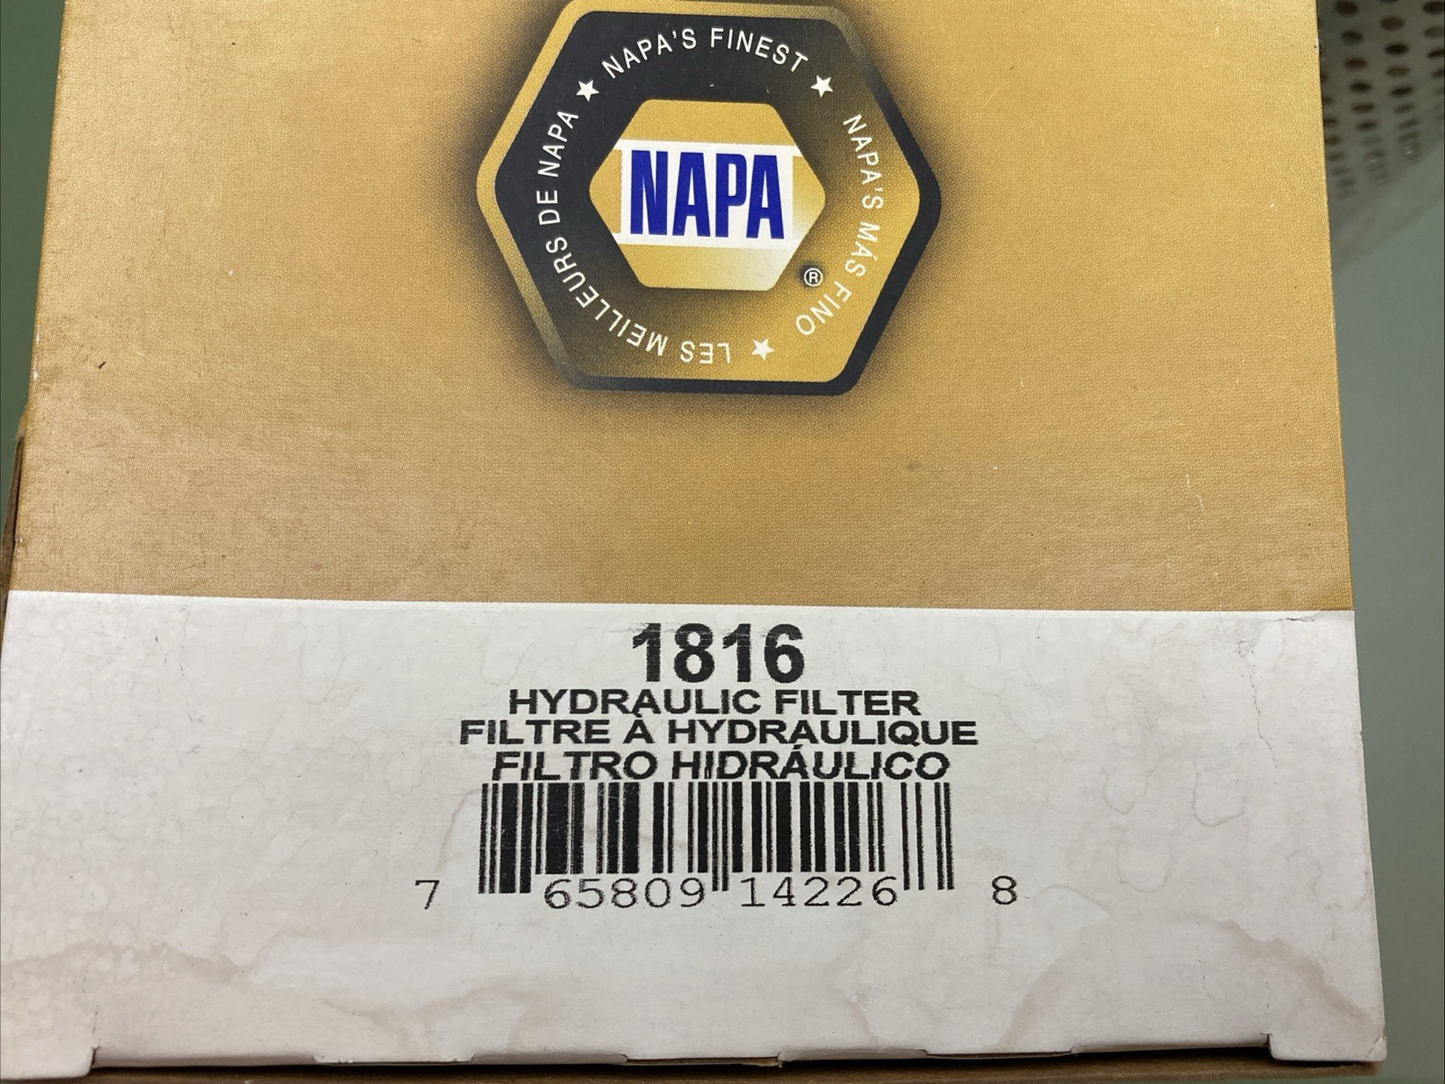 ★ NAPA'S FINEST ★ NAPA'S MÁS FINO ★ LES MEILLEURS DE NAPA
NAPA
®
1816
HYDRAULIC FILTER
FILTRE À HYDRAULIQUE
FILTRO HIDRÁULICO
7 65809 14226 8